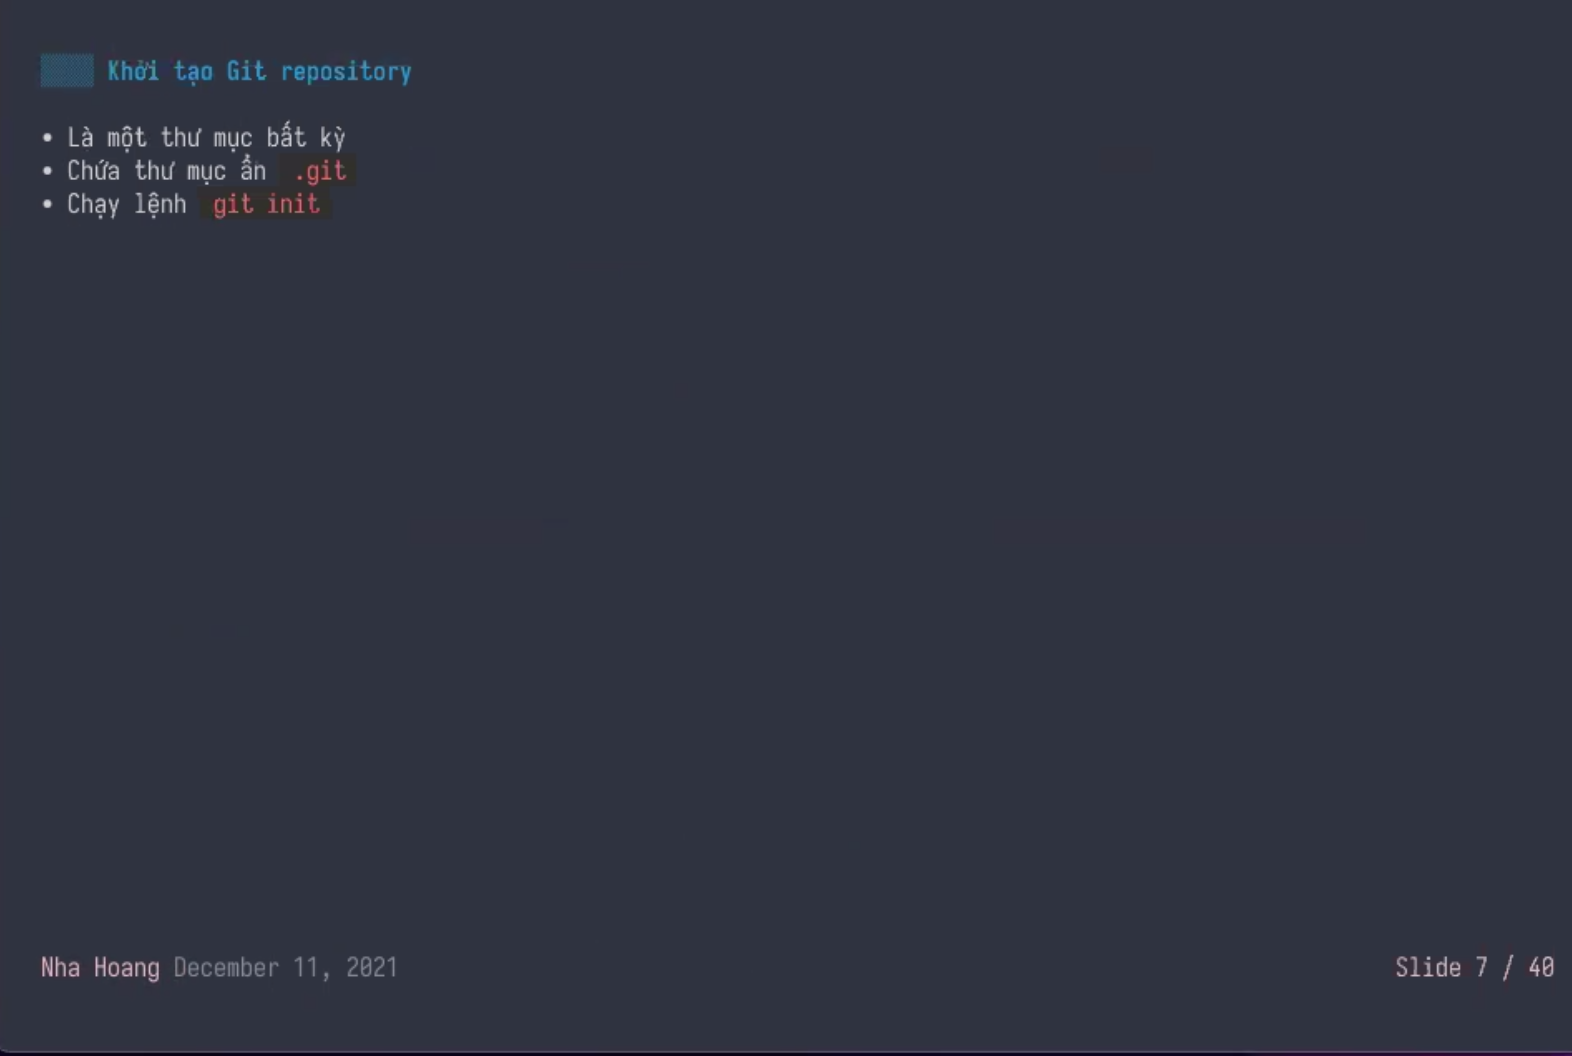 Khởi tạo Git repository
• Là một thư mục bất kỳ
• Chứa thư mục ẩn .git
• Chạy lệnh git init
Nha Hoang December 11, 2021
Slide 7 / 40